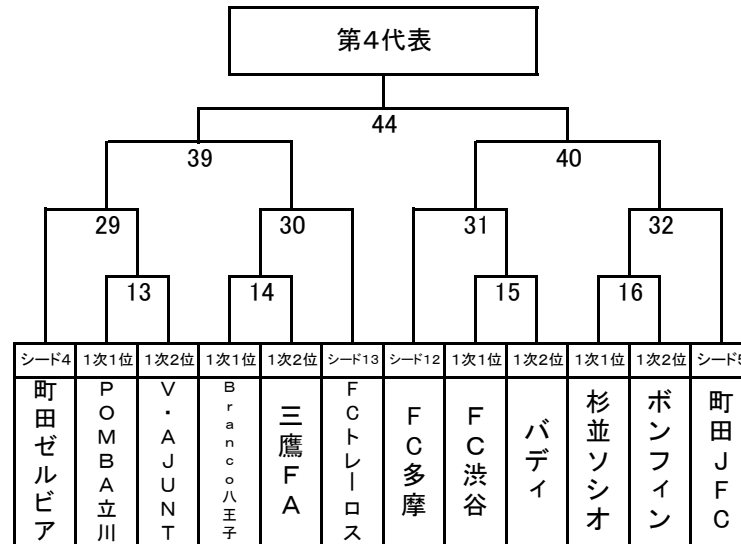 第4代表
44
39
40
29
30
31
32
13
14
15
16
シード4
1次1位
1次2位
1次1位
1次2位
シード13
シード12
1次1位
1次2位
1次1位
1次2位
シード5
町田ゼルビア
POMBA立川
V・AJUNT
Branco八王子
三鷹FA
FCトレーロス
FC多摩
FC渋谷
バディ
杉並ソシオ
ボンフィン
町田JFC